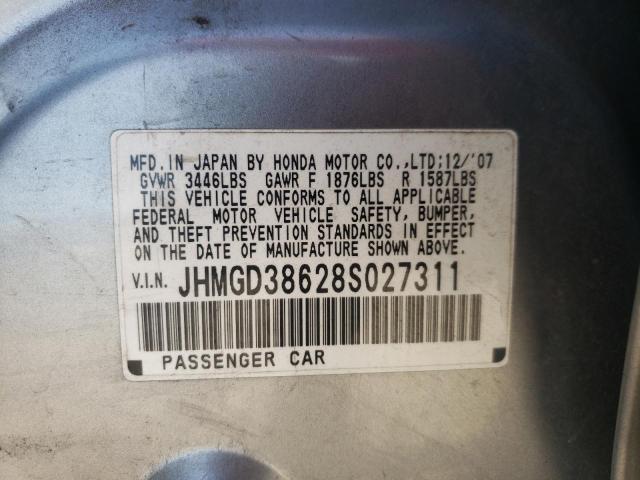 MFD. IN JAPAN BY HONDA MOTOR CO.,LTD;12/'07
GVWR 3446LBS GAWR F 1876LBS R 1587LBS
THIS VEHICLE CONFORMS TO ALL APPLICABLE
FEDERAL MOTOR VEHICLE SAFETY, BUMPER,
AND THEFT PREVENTION STANDARDS IN EFFECT
ON THE DATE OF MANUFACTURE SHOWN ABOVE.
V.I.N. JHMGD38628S027311
PASSENGER CAR